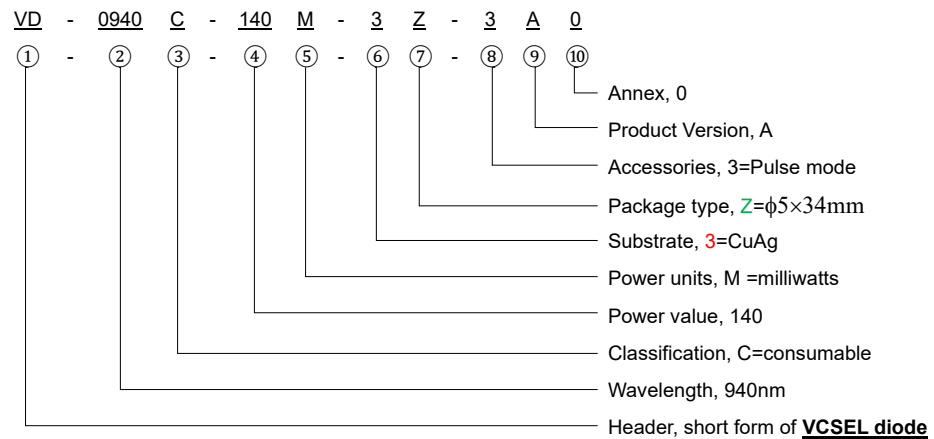 VD - 0940 C - 140 M - 3 Z - 3 A 0
① - ② ③ - ④ ⑤ - ⑥ ⑦ - ⑧ ⑨ ⑩
Annex, 0
Product Version, A
Accessories, 3=Pulse mode
Package type, Z=ϕ5×34mm
Substrate, 3=CuAg
Power units, M =milliwatts
Power value, 140
Classification, C=consumable
Wavelength, 940nm
Header, short form of VCSEL diode